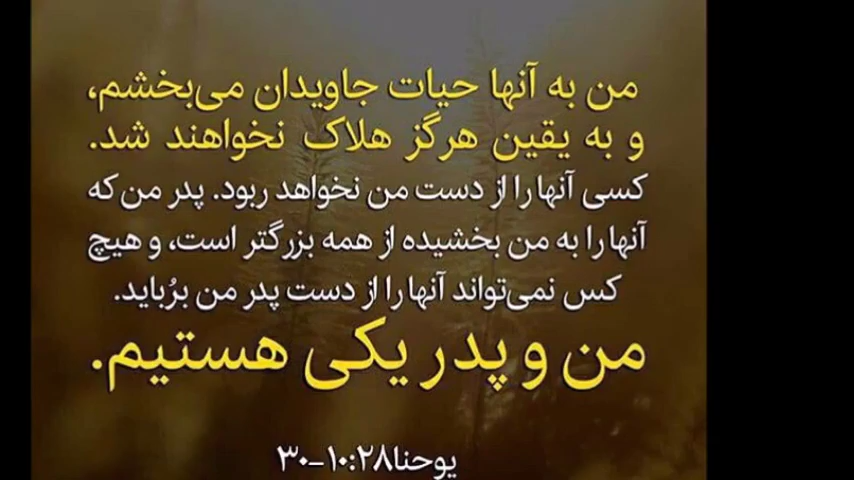 من به آنها حیات جاویدان می‌بخشم،
و به یقین هرگز هلاک نخواهند شد.
کسی آنها را از دست من نخواهد ربود. پدر من که
آنها را به من بخشیده از همه بزرگتر است، و هیچ
کس نمی‌تواند آنها را از دست پدر من برُباید.
من و پدر یکی هستیم.
یوحنا۱۰:۲۸-۳۰